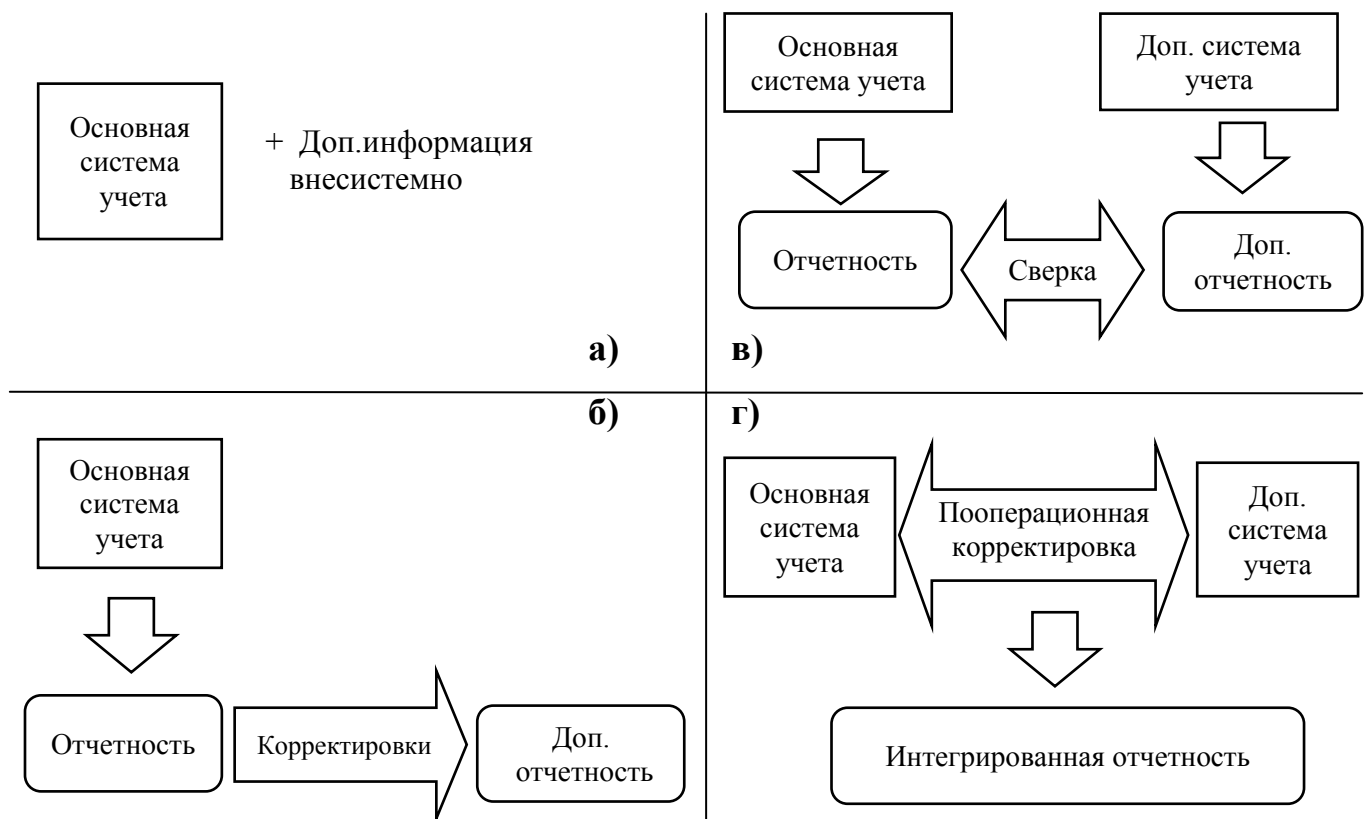 Основная
система
учета
+ Доп.информация
внесистемно
а)
Основная
система учета
Доп. система
учета
Отчетность
Сверка
Доп.
отчетность
в)
б)
Основная
система
учета
Отчетность
Корректировки
Доп.
отчетность
г)
Основная
система
учета
Пооперационная
корректировка
Доп.
система
учета
Интегрированная отчетность